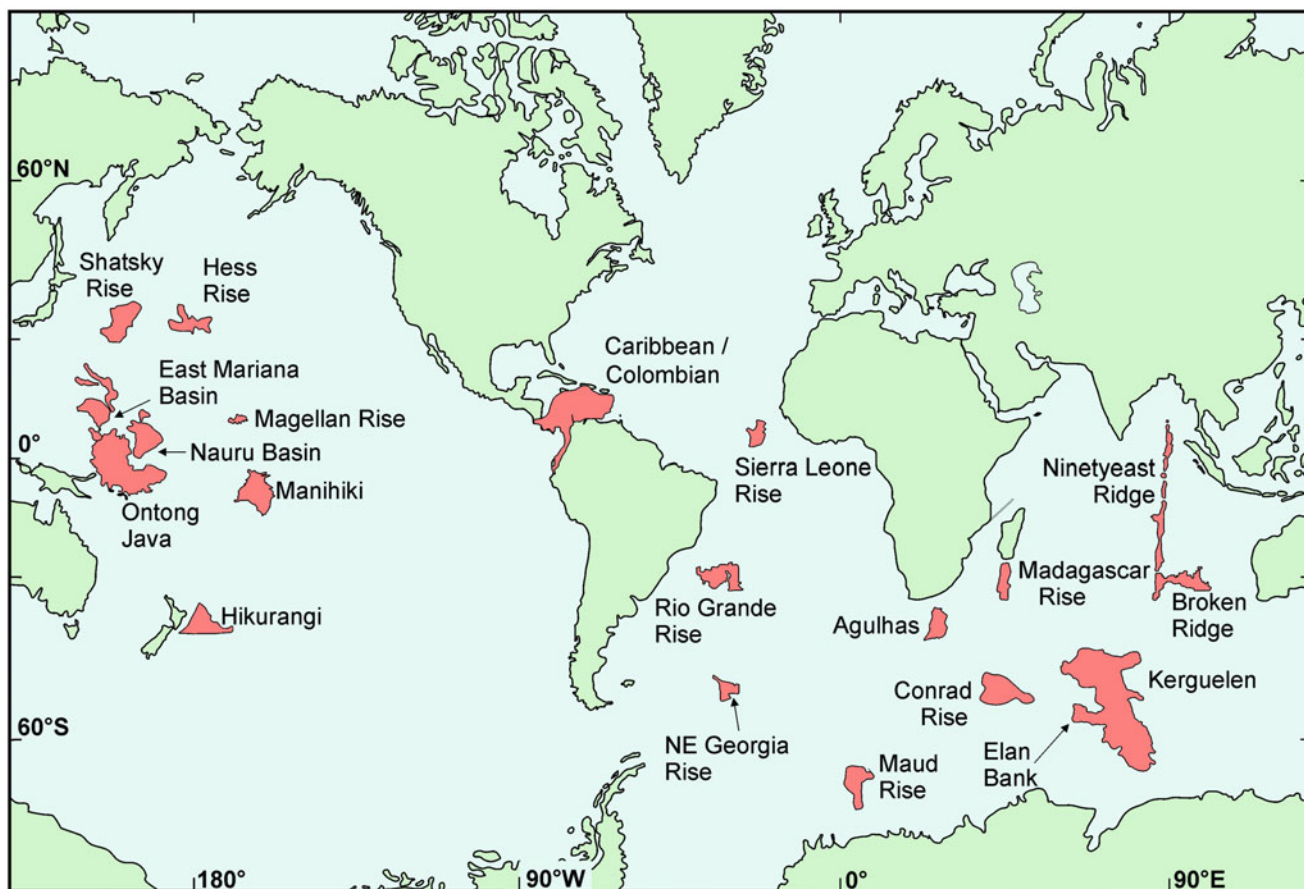 60°N
Shatsky
Rise
Hess
Rise
East Mariana
Basin
Caribbean /
Colombian
Magellan Rise
0°
Nauru Basin
Manihiki
Sierra Leone
Rise
Ninetyeast
Ridge
Ontong
Java
Madagascar
Rise
Broken
Ridge
Hikurangi
Rio Grande
Rise
Agulhas
Conrad
Rise
Kerguelen
60°S
NE Georgia
Rise
Maud
Rise
Elan
Bank
180°
90°W
0°
90°E